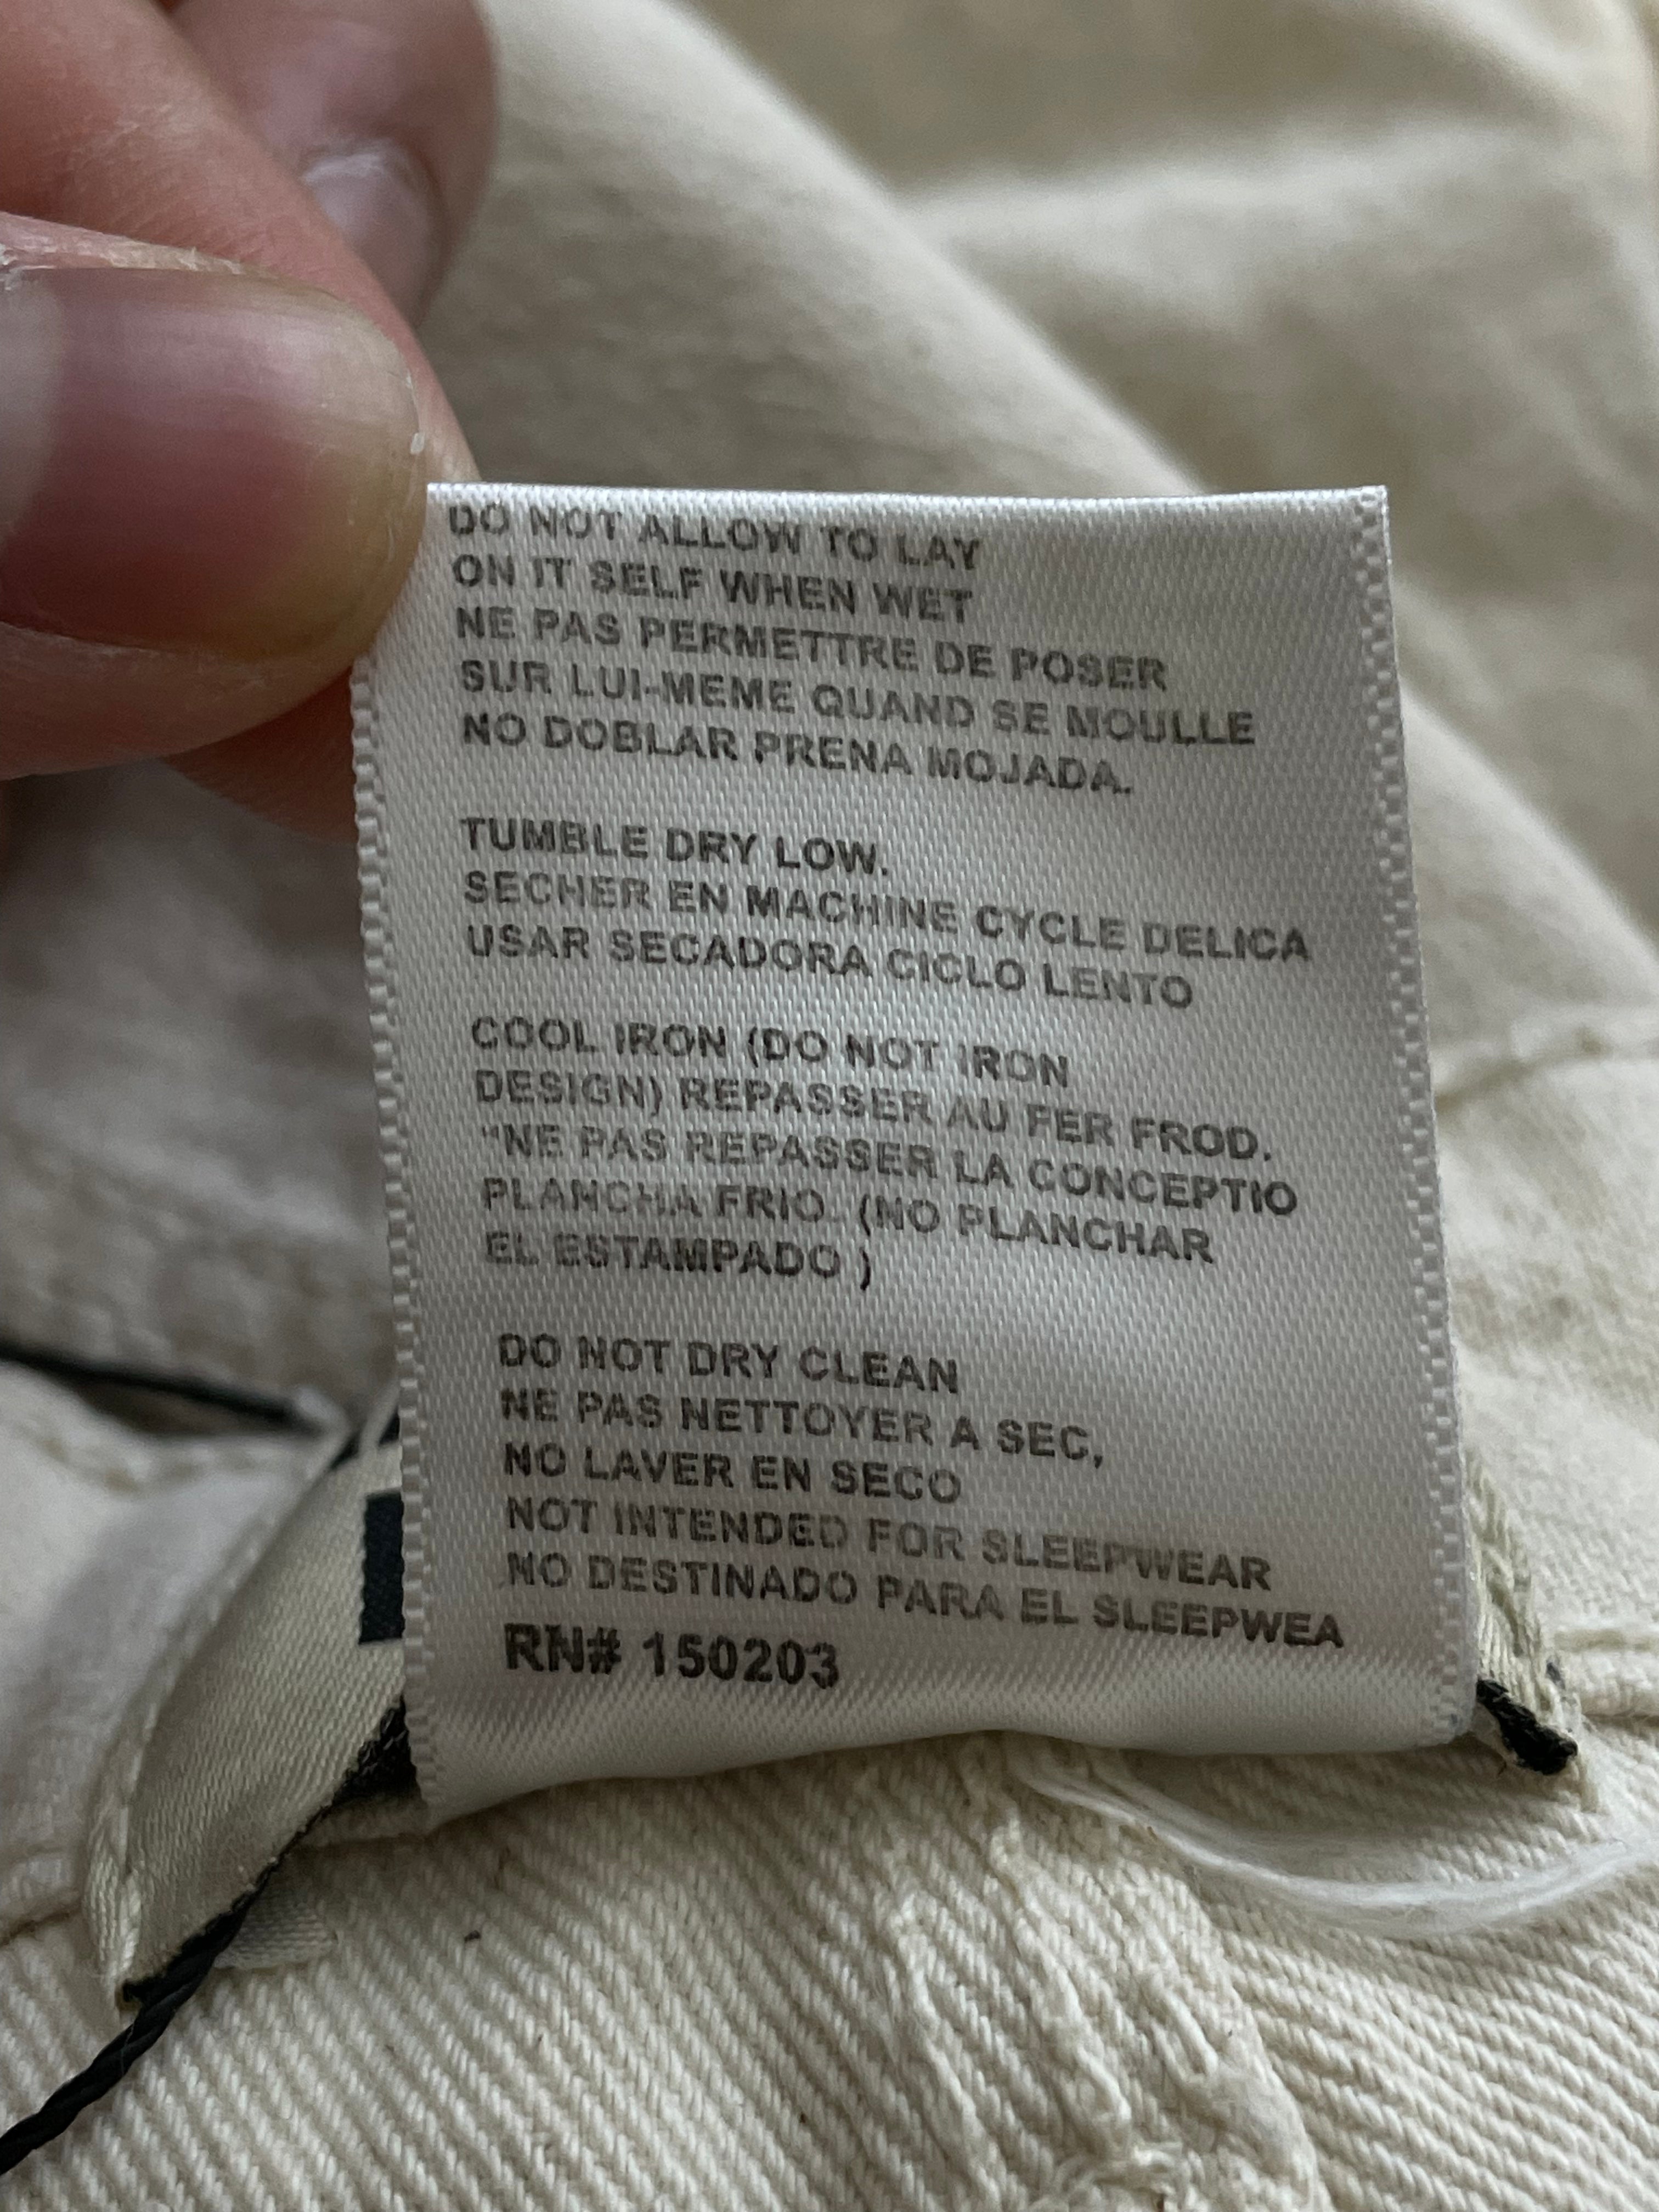 DO NOT ALLOW TO LAY
ON IT SELF WHEN WET
NE PAS PERMETTRE DE POSER
SUR LUI-MEME QUAND SE MOULLE
NO DOBLAR PRENA MOJADA.
TUMBLE DRY LOW.
SECHER EN MACHINE CYCLE DELICA
USAR SECADORA CICLO LENTO
COOL IRON (DO NOT IRON
DESIGN) REPASSER AU FER FROD.
"NE PAS REPASSER LA CONCEPTIO
PLANCHA FRIO. (NO PLANCHAR
EL ESTAMPADO )
DO NOT DRY CLEAN
NE PAS NETTOYER A SEC,
NO LAVER EN SECO
NOT INTENDED FOR SLEEPWEAR
NO DESTINADO PARA EL SLEEPWEA
RN# 150203